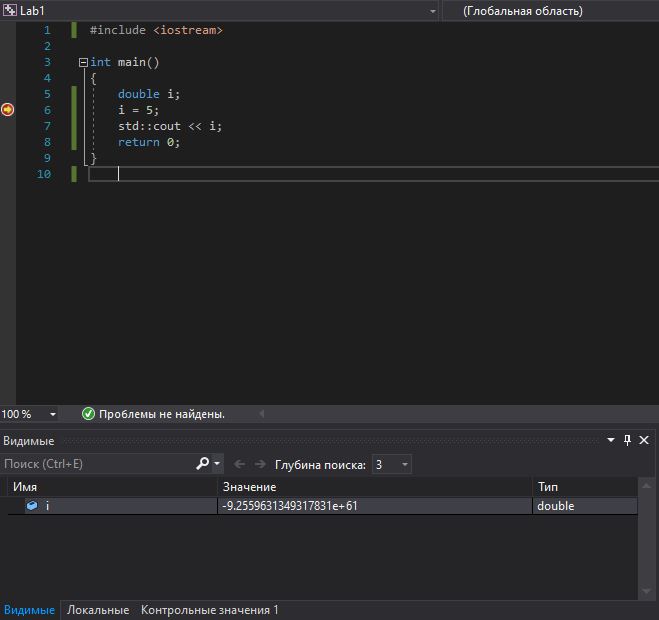 Lab1 (Глобальная область)
1 #include <iostream>
2
3 int main()
4 {
5 double i;
6 i = 5;
7 std::cout << i;
8 return 0;
9 }
10
100 % Проблемы не найдены.
Видимые
Поиск (Ctrl+E) Глубина поиска: 3
Имя Значение Тип
i -9.2559631349317831e+61 double
Видимые Локальные Контрольные значения 1